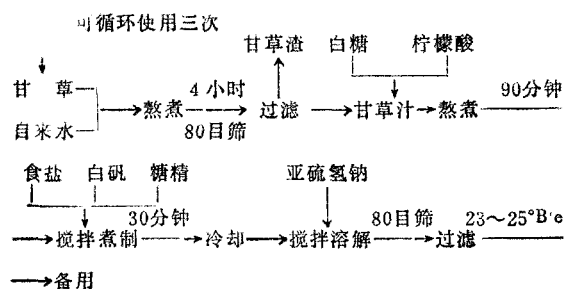 可循环使用三次
甘草渣 白糖 柠檬酸
甘 草 4小时 90分钟
熬煮 过滤 甘草汁 熬煮
自来水 80目筛
食盐 白矾 糖精 亚硫氢钠
30分钟 80目筛 23～25°B′e
搅拌煮制 冷却 搅拌溶解 过滤
备用